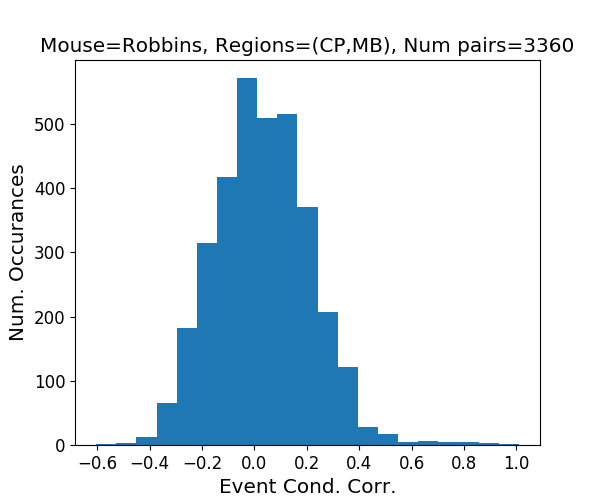 Mouse=Robbins, Regions=(CP,MB), Num pairs=3360
500
400
300
200
100
0
Num. Occurances
−0.6 −0.4 −0.2 0.0 0.2 0.4 0.6 0.8 1.0
Event Cond. Corr.